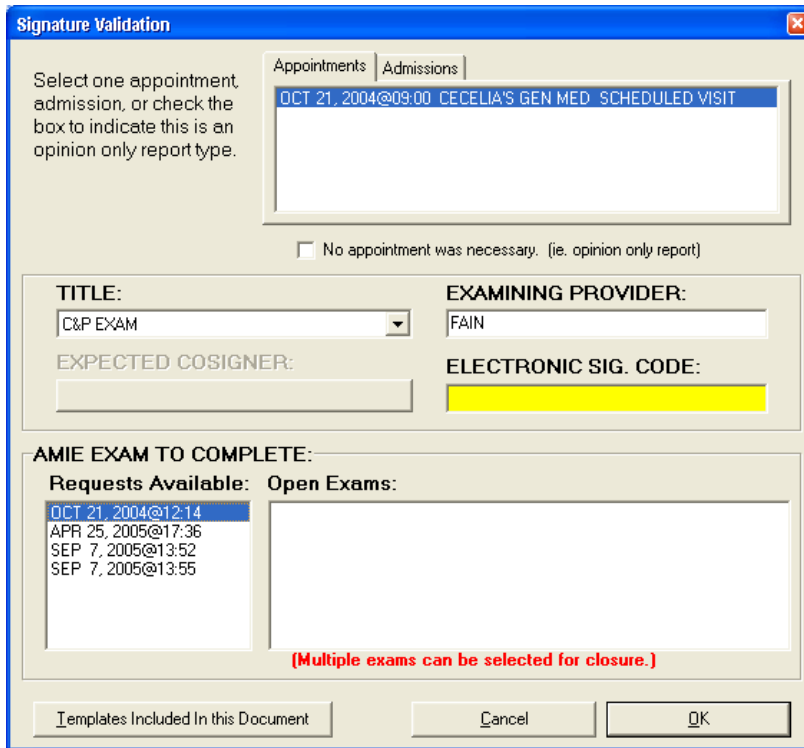 Signature Validation
Select one appointment,
admission, or check the
box to indicate this is an
opinion only report type.
Appointments
Admissions
OCT 21, 2004@09:00 CECELIA'S GEN MED SCHEDULED VISIT
No appointment was necessary. (ie. opinion only report)
TITLE:
C&P EXAM
EXAMINING PROVIDER:
FAIN
EXPECTED COSIGNER:
ELECTRONIC SIG. CODE:
AMIE EXAM TO COMPLETE:
Requests Available:
OCT 21, 2004@12:14
APR 25, 2005@17:36
SEP 7, 2005@13:52
SEP 7, 2005@13:55
Open Exams:
(Multiple exams can be selected for closure.)
Templates Included In this Document
Cancel
OK